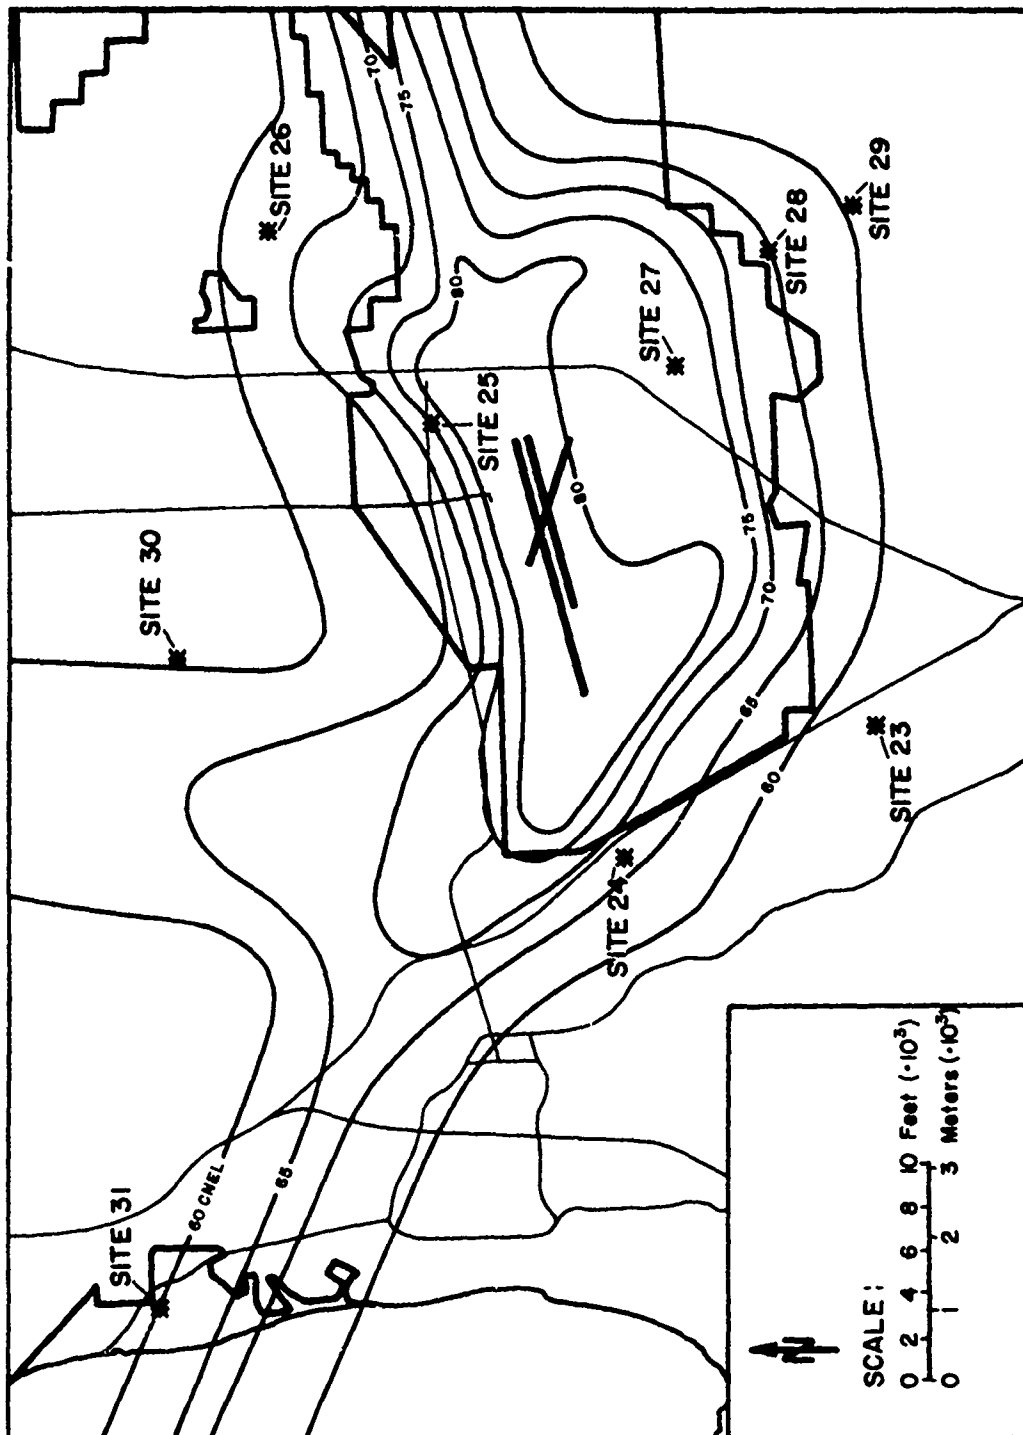 70
75
SITE 26
SITE 29
SITE 28
80
SITE 27
SITE 25
80
75
SITE 30
70
65
60
SITE 23
SITE 24
60 CNEL
65
SITE 31
N
SCALE:
0 2 4 6 8 10 Feet (·10³)
0 1 2 3 Meters (·10³)